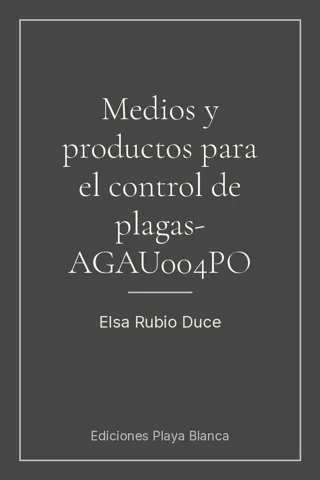 Medios y
productos para
el control de
plagas-
AGAU004PO
Elsa Rubio Duce
Ediciones Playa Blanca